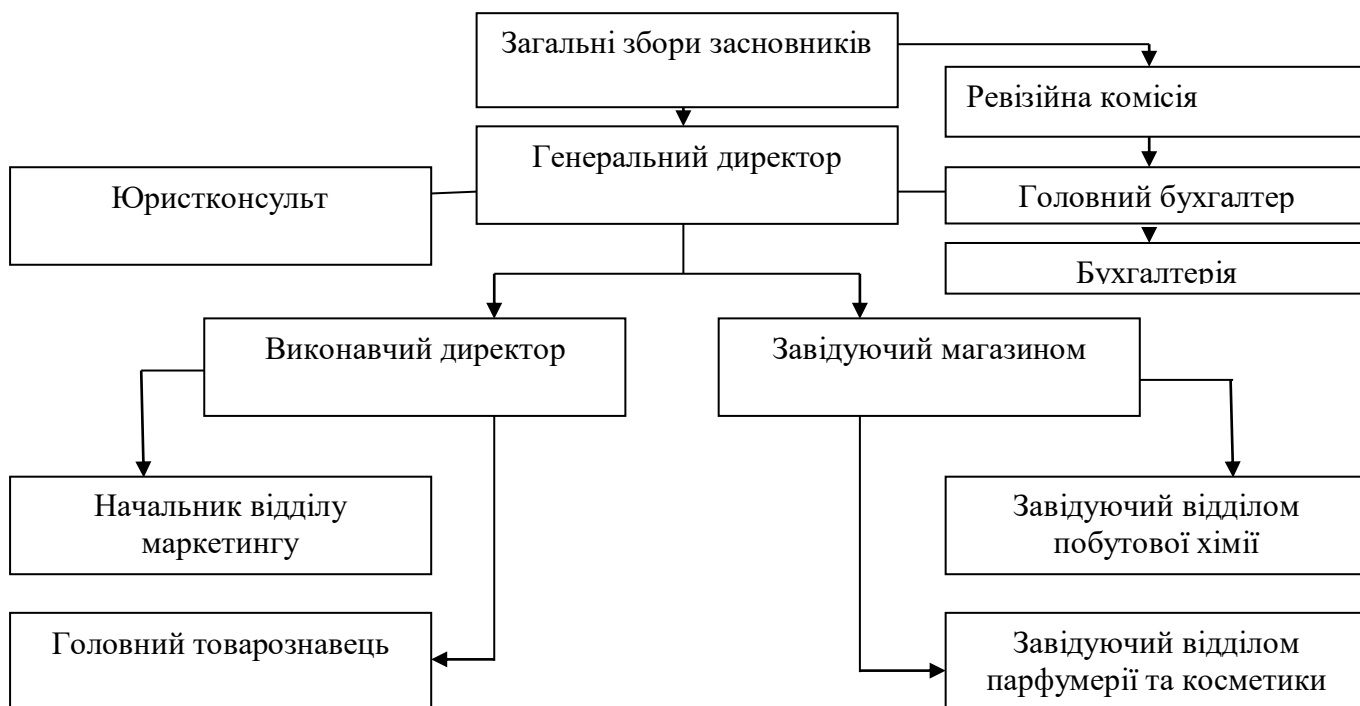 Загальні збори засновників
Ревізійна комісія
Генеральний директор
Юристконсульт
Головний бухгалтер
Бухгалтерія
Виконавчий директор
Завідуючий магазином
Начальник відділу
маркетингу
Завідуючий відділом
побутової хімії
Головний товарознавець
Завідуючий відділом
парфумерії та косметики